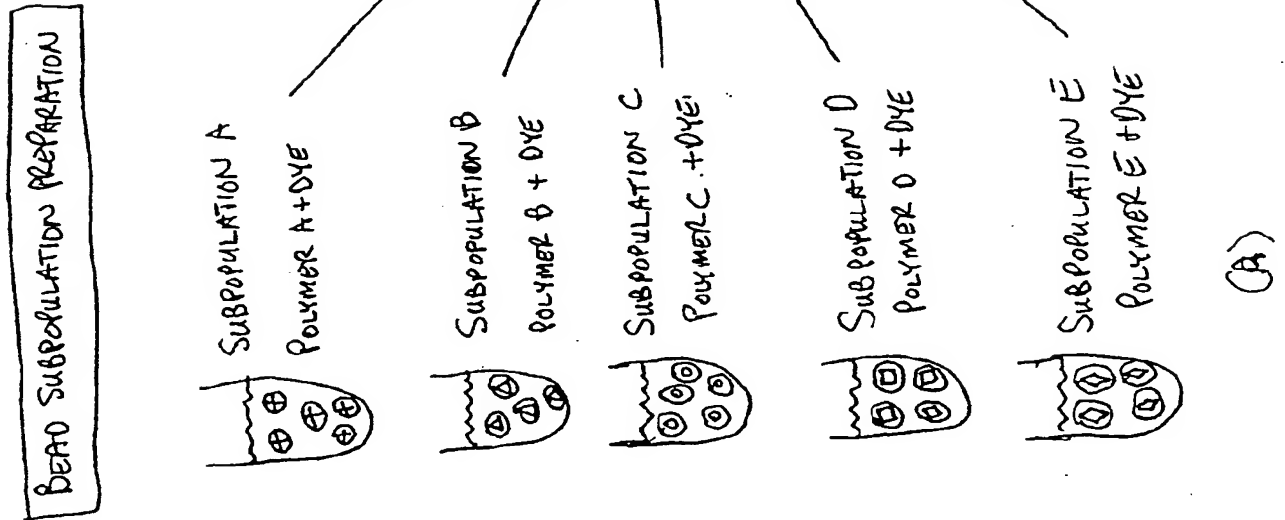 BEAD SUBPOPULATION PREPARATION
SUBPOPULATION A
POLYMER A + DYE
SUBPOPULATION B
POLYMER B + DYE
SUBPOPULATION C
POLYMER C. + DYE
SUBPOPULATION D
POLYMER D + DYE
SUBPOPULATION E
POLYMER E + DYE
(A)